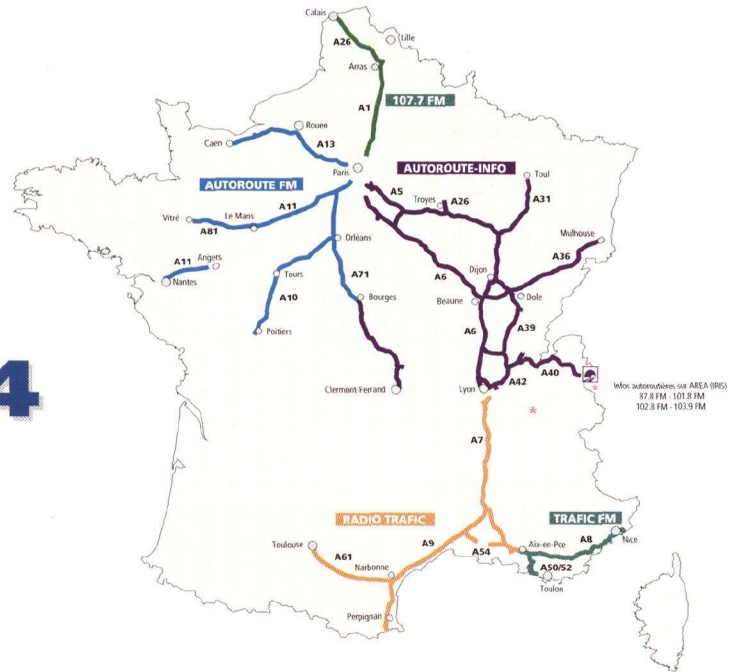 Calais
Lille
A26
Arras
107.7 FM
A1
Rouen
Caen
A13
Paris
AUTOROUTE-INFO
AUTOROUTE FM
A5
Troyes
A26
Toul
A31
A11
Vitré
Le Mans
A81
Orléans
Mulhouse
A36
A11
Angers
Nantes
Tours
A71
A6
Dijon
A10
Bourges
Beaune
Dole
Poitiers
A6
A39
A40
A42
Clermont-Ferrand
Lyon
4
Infos autoroutières sur AREA (IRIS)
87.8 FM - 101.8 FM
102.8 FM - 103.9 FM
*
*
A7
RADIO TRAFIC
TRAFIC FM
Toulouse
A9
A54
Aix-en-Pce
A8
Nice
A61
Narbonne
A50/52
Toulon
Perpignan